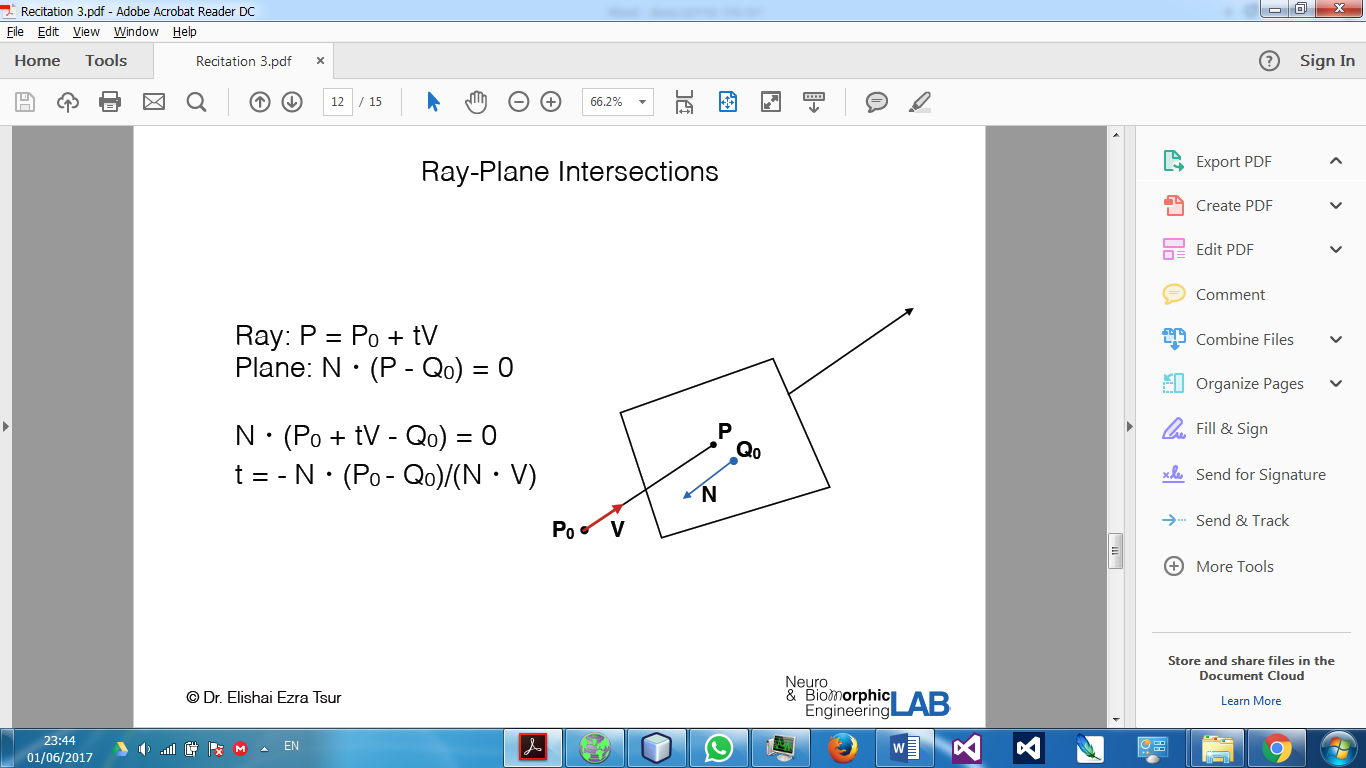 Recitation 3.pdf - Adobe Acrobat Reader DC
File Edit View Window Help
Home Tools Recitation 3.pdf × ? Sign In
12 / 15 66.2%
Ray-Plane Intersections
Ray: P = P₀ + tV
Plane: N · (P - Q₀) = 0
N · (P₀ + tV - Q₀) = 0
t = - N · (P₀ - Q₀)/(N · V)
P
Q₀
N
P₀
V
© Dr. Elishai Ezra Tsur
Neuro
& BioMorphic
Engineering LAB
Export PDF
Create PDF
Edit PDF
Comment
Combine Files
Organize Pages
Fill & Sign
Send for Signature
Send & Track
More Tools
Store and share files in the
Document Cloud
Learn More
23:44
01/06/2017
EN